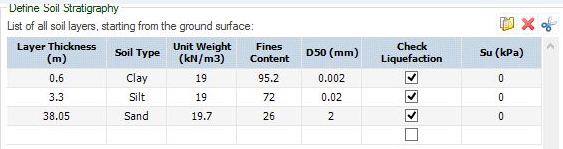 Define Soil Stratigraphy
List of all soil layers, starting from the ground surface:
Layer Thickness (m) Soil Type Unit Weight (kN/m3) Fines Content D50 (mm) Check Liquefaction Su (kPa)
0.6 Clay 19 95.2 0.002 0
3.3 Silt 19 72 0.02 0
38.05 Sand 19.7 26 2 0